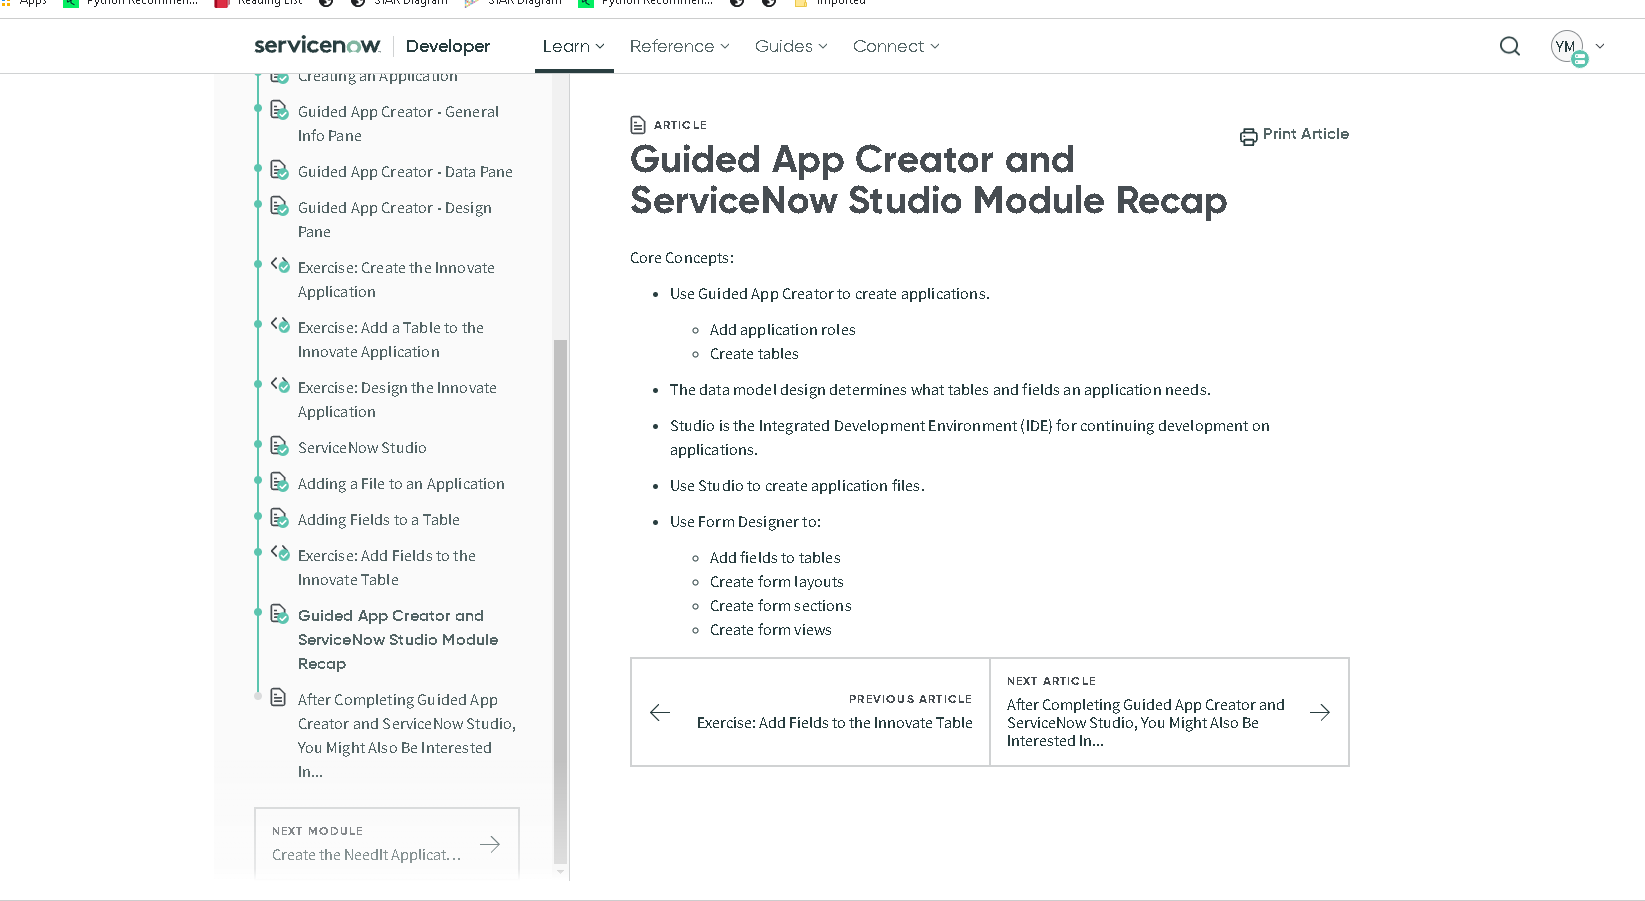 Apps
Python Recommen...
Reading List
STAR Diagram
STAR Diagram
Python Recommen...
Imported
servicenow
Developer
Learn
Reference
Guides
Connect
YM
Creating an Application
Guided App Creator - General
Info Pane
Guided App Creator - Data Pane
Guided App Creator - Design
Pane
Exercise: Create the Innovate
Application
Exercise: Add a Table to the
Innovate Application
Exercise: Design the Innovate
Application
ServiceNow Studio
Adding a File to an Application
Adding Fields to a Table
Exercise: Add Fields to the
Innovate Table
Guided App Creator and
ServiceNow Studio Module
Recap
After Completing Guided App
Creator and ServiceNow Studio,
You Might Also Be Interested
In...
NEXT MODULE
Create the NeedIt Applicat...
ARTICLE
Print Article
Guided App Creator and
ServiceNow Studio Module Recap
Core Concepts:
Use Guided App Creator to create applications.
Add application roles
Create tables
The data model design determines what tables and fields an application needs.
Studio is the Integrated Development Environment (IDE) for continuing development on
applications.
Use Studio to create application files.
Use Form Designer to:
Add fields to tables
Create form layouts
Create form sections
Create form views
PREVIOUS ARTICLE
Exercise: Add Fields to the Innovate Table
NEXT ARTICLE
After Completing Guided App Creator and
ServiceNow Studio, You Might Also Be
Interested In...